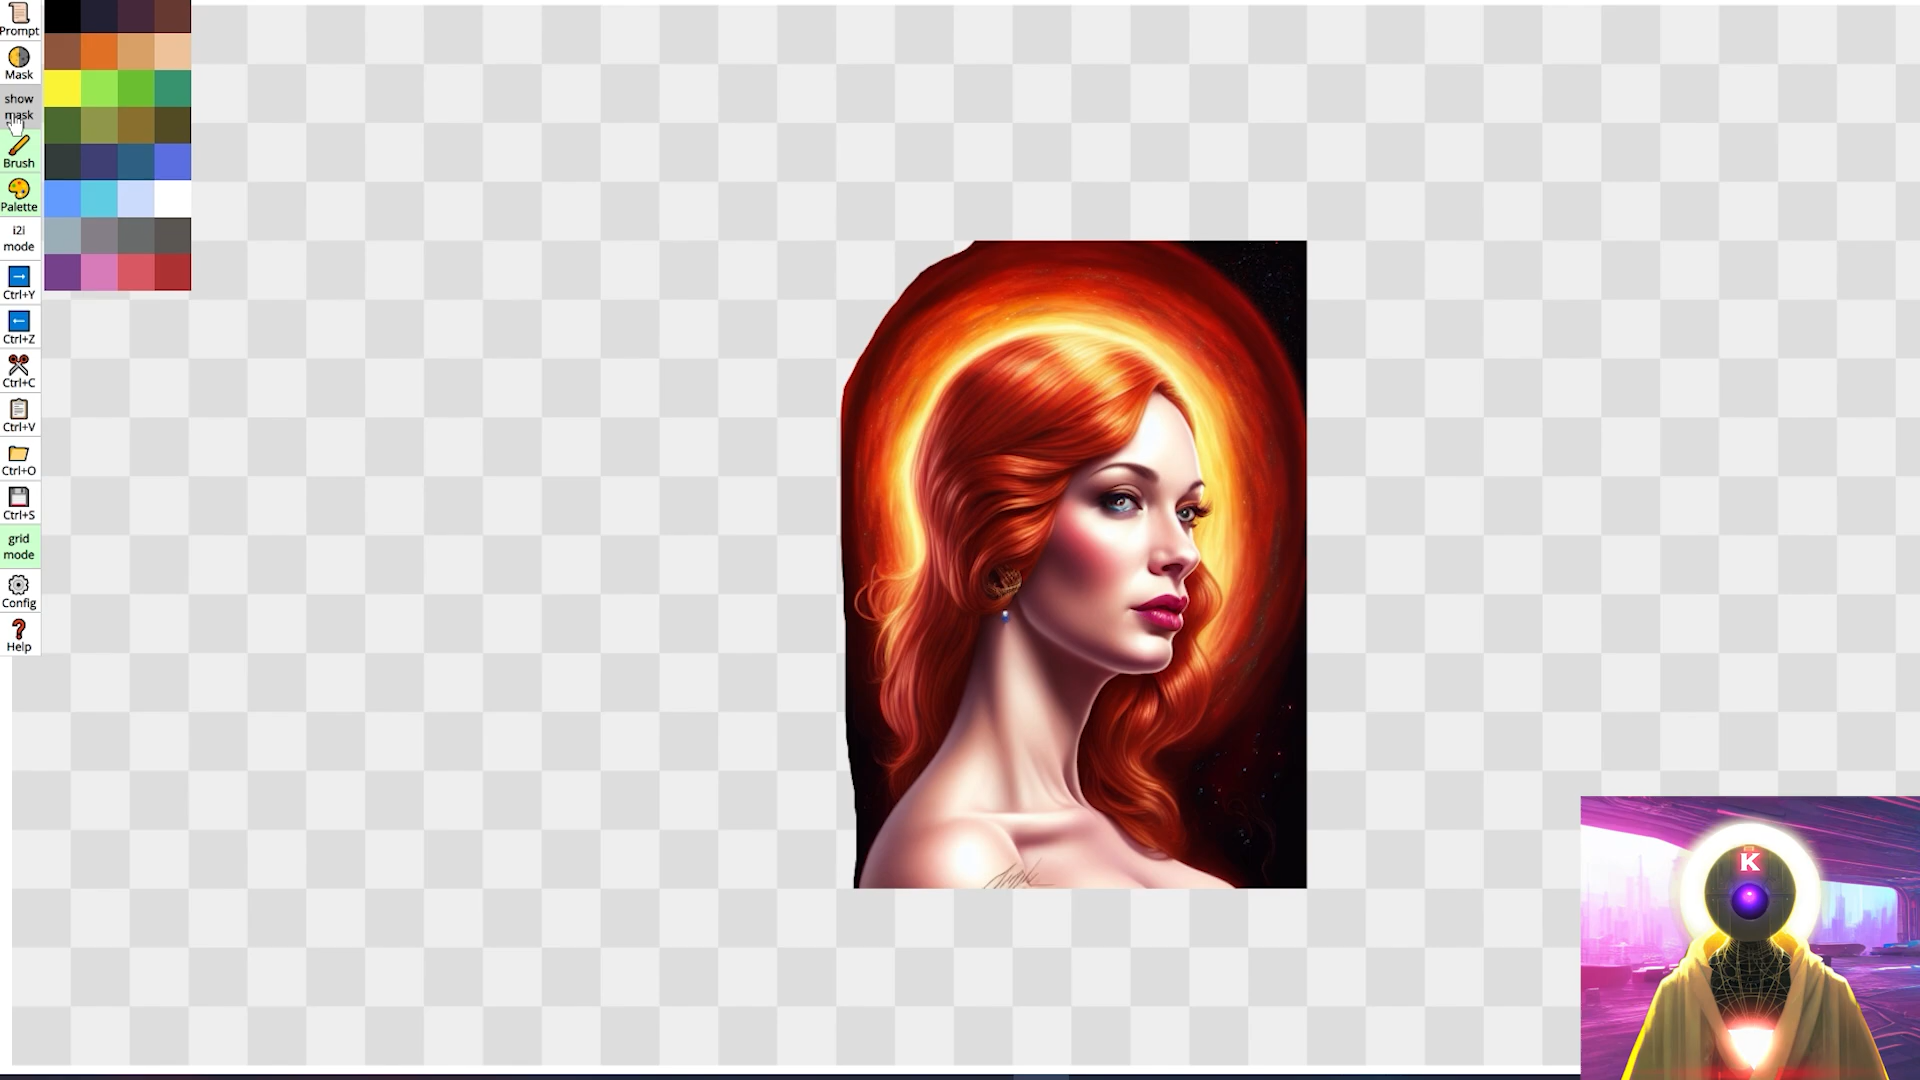 Prompt
Mask
show
mask
Brush
Palette
i2i
mode
Ctrl+Y
Ctrl+Z
Ctrl+C
Ctrl+V
Ctrl+O
Ctrl+S
grid
mode
Config
?
Help
K